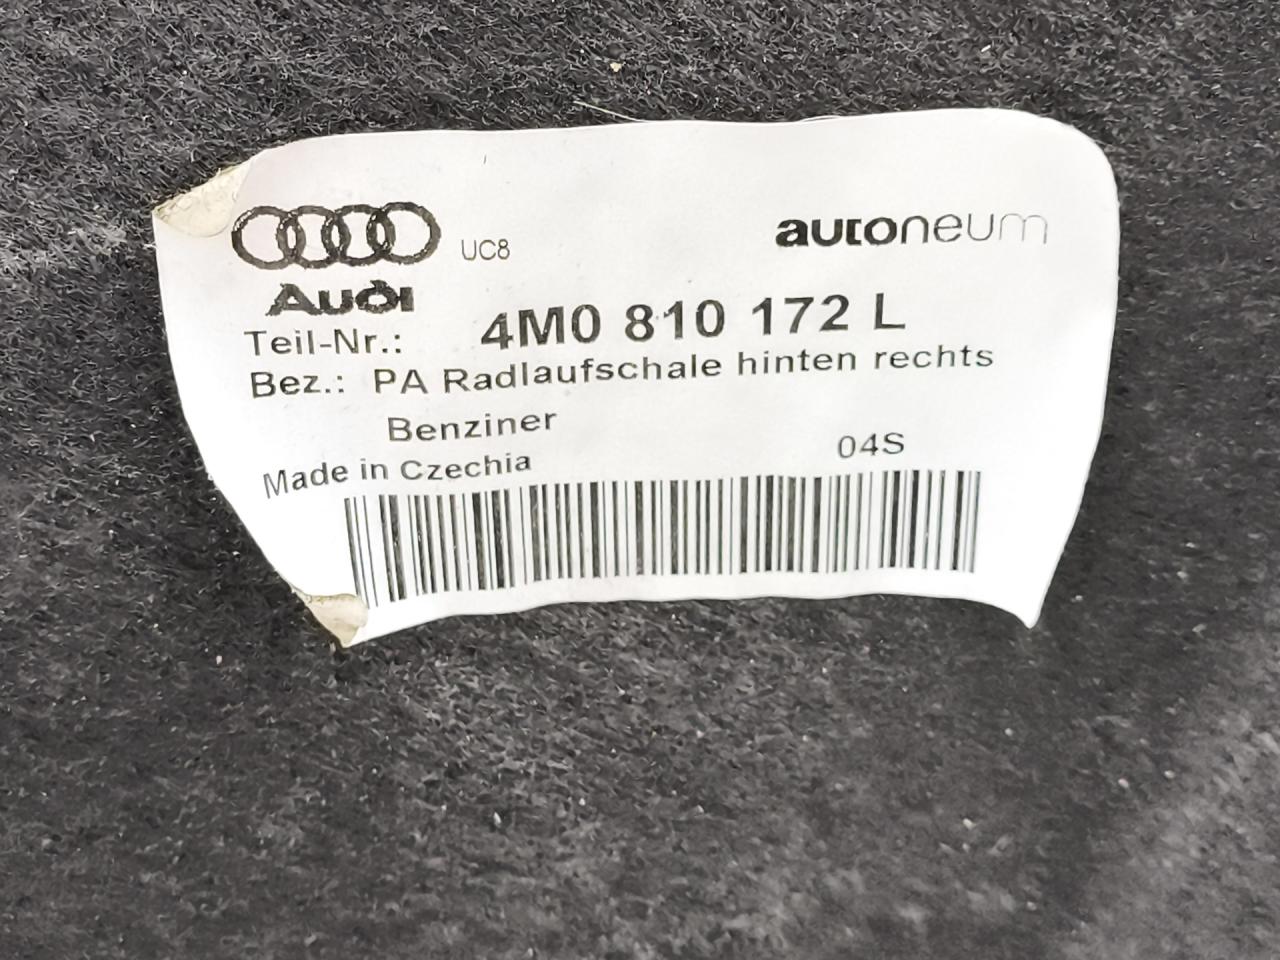 UC8
autoneum
Audi
Teil-Nr.: 4M0 810 172 L
Bez.: PA Radlaufschale hinten rechts
Benziner
Made in Czechia
04S